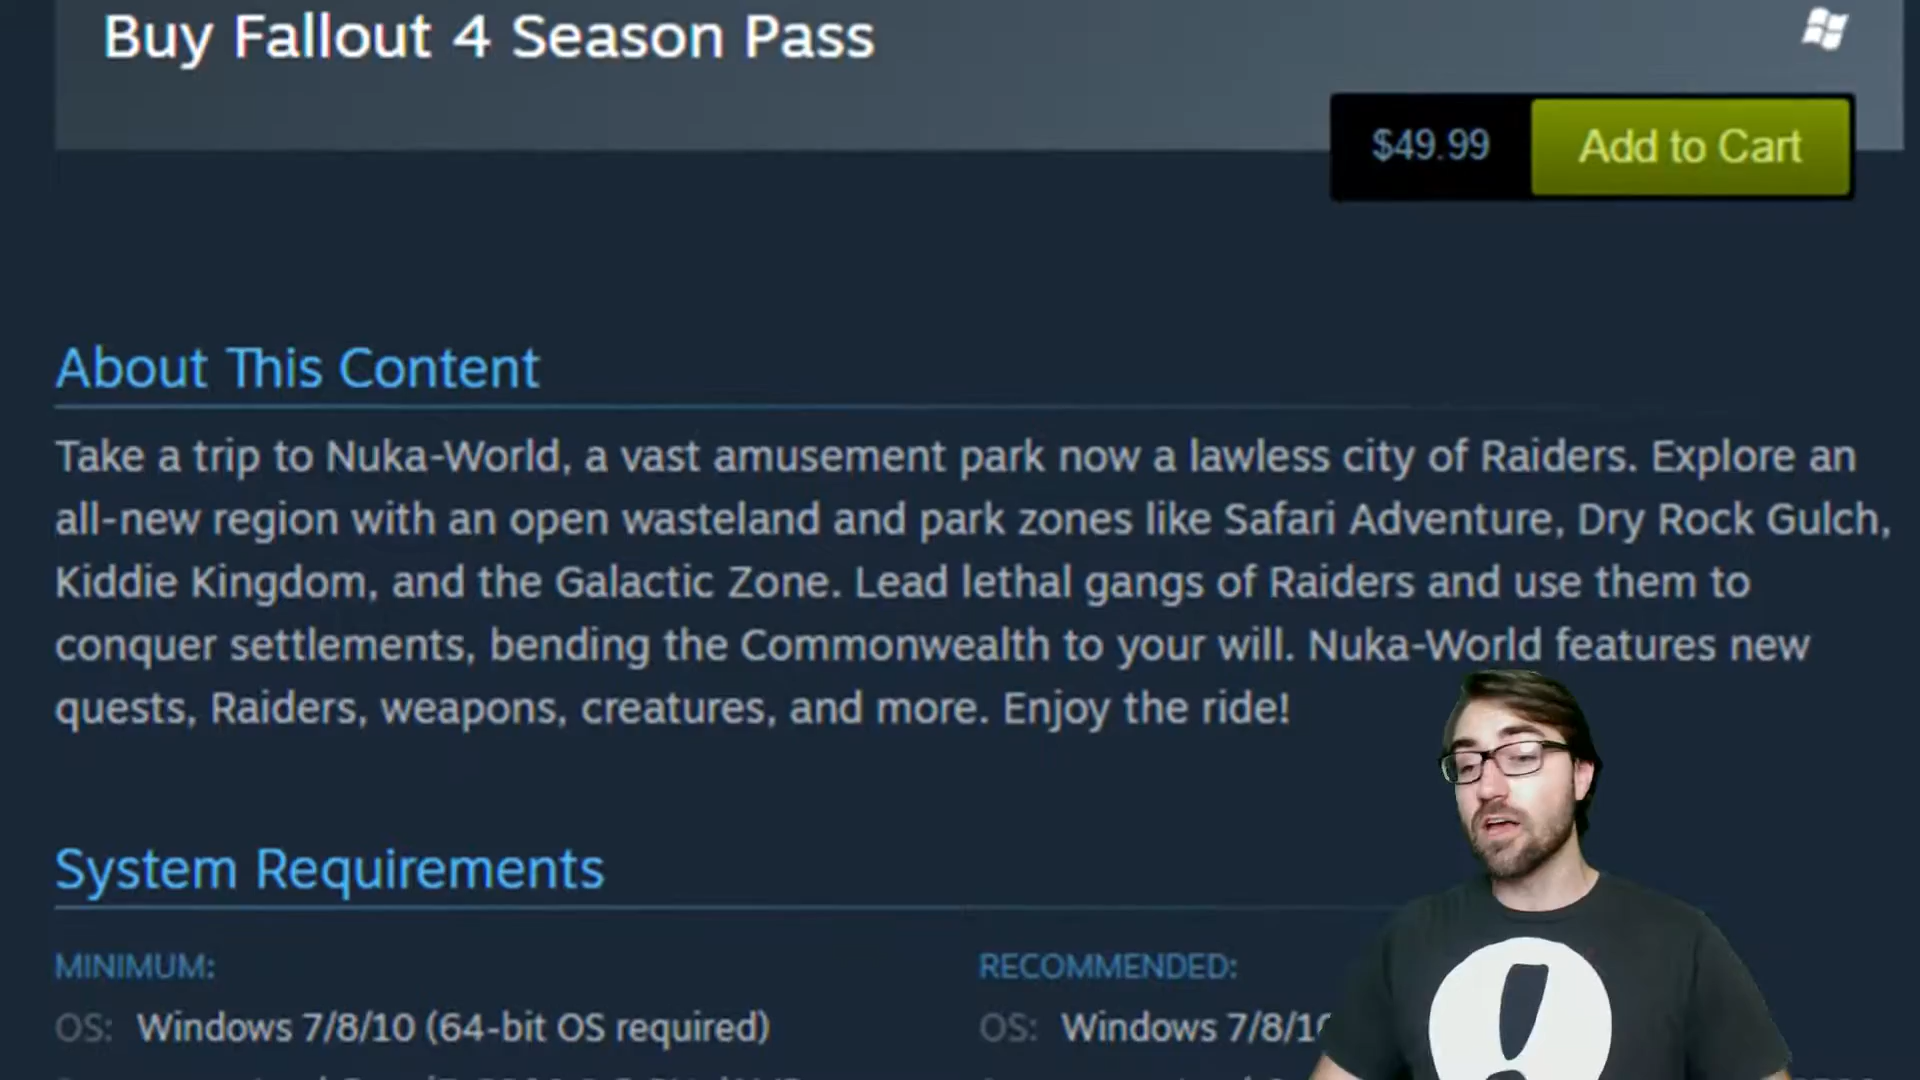 Buy Fallout 4 Season Pass
$49.99 Add to Cart
About This Content
Take a trip to Nuka-World, a vast amusement park now a lawless city of Raiders. Explore an
all-new region with an open wasteland and park zones like Safari Adventure, Dry Rock Gulch,
Kiddie Kingdom, and the Galactic Zone. Lead lethal gangs of Raiders and use them to
conquer settlements, bending the Commonwealth to your will. Nuka-World features new
quests, Raiders, weapons, creatures, and more. Enjoy the ride!
System Requirements
MINIMUM: RECOMMENDED:
OS: Windows 7/8/10 (64-bit OS required) OS: Windows 7/8/10